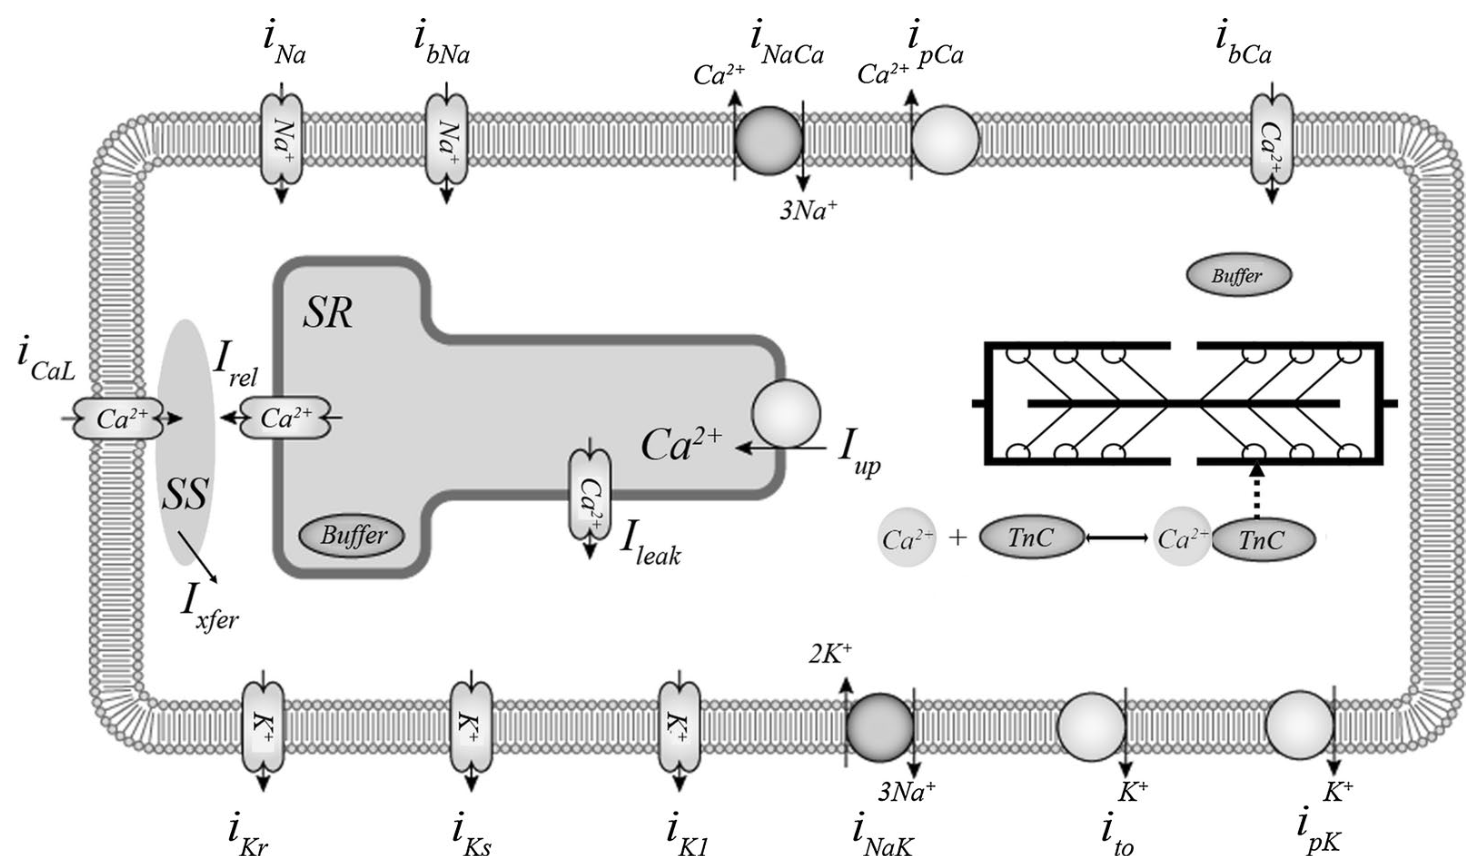 i_Na
i_bNa
i_NaCa
i_pCa
i_bCa
Ca²⁺
Ca²⁺
Na⁺
Na⁺
Ca²⁺
3Na⁺
Buffer
SR
i_CaL
I_rel
Ca²⁺
Ca²⁺
Ca²⁺
I_up
SS
Ca²⁺
Buffer
I_leak
Ca²⁺ + TnC Ca²⁺ TnC
I_xfer
2K⁺
K⁺
K⁺
K⁺
3Na⁺
K⁺
K⁺
i_Kr
i_Ks
i_K1
i_NaK
i_to
i_pK